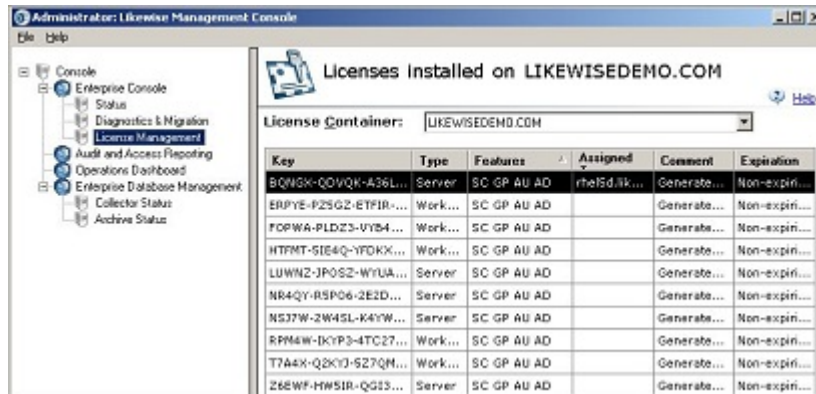 Administrator: Likewise Management Console
File Help
Console
Enterprise Console
Status
Diagnostics & Migration
License Management
Audit and Access Reporting
Operations Dashboard
Enterprise Database Management
Collector Status
Archive Status
Licenses installed on LIKEWISEDEMO.COM
Help
License Container: LIKEWISEDEMO.COM
Key Type Features Assigned Comment Expiration
BQNGX-QDVQK-A36L... Server SC GP AU AD rhel5d.lik... Generate... Non-expiri...
ERPYE-PZSGZ-ETFIR-... Work... SC GP AU AD Generate... Non-expiri...
FOPWA-PLDZ3-VYB4... Work... SC GP AU AD Generate... Non-expiri...
HTFMT-SIE4Q-YFDKX... Work... SC GP AU AD Generate... Non-expiri...
LUWNZ-JPOSZ-WYUA... Server SC GP AU AD Generate... Non-expiri...
NR4QY-R5PO6-2E2D... Server SC GP AU AD Generate... Non-expiri...
NSJ7W-2W4SL-K4YW... Server SC GP AU AD Generate... Non-expiri...
RPM4W-IKYP3-4TC27... Work... SC GP AU AD Generate... Non-expiri...
T7A4X-Q2KYJ-5Z7QM... Work... SC GP AU AD Generate... Non-expiri...
Z6EWF-HWSIR-QGI3... Server SC GP AU AD Generate... Non-expiri...